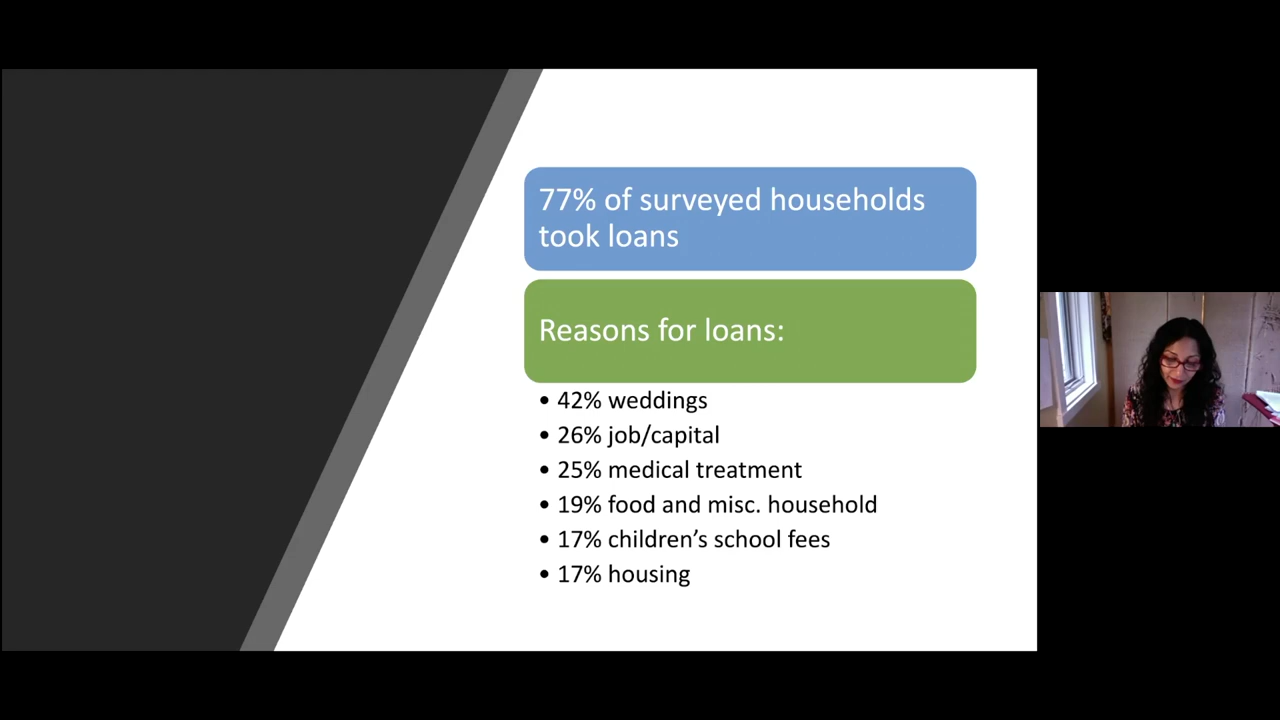 77% of surveyed households
took loans
Reasons for loans:
• 42% weddings
• 26% job/capital
• 25% medical treatment
• 19% food and misc. household
• 17% children’s school fees
• 17% housing